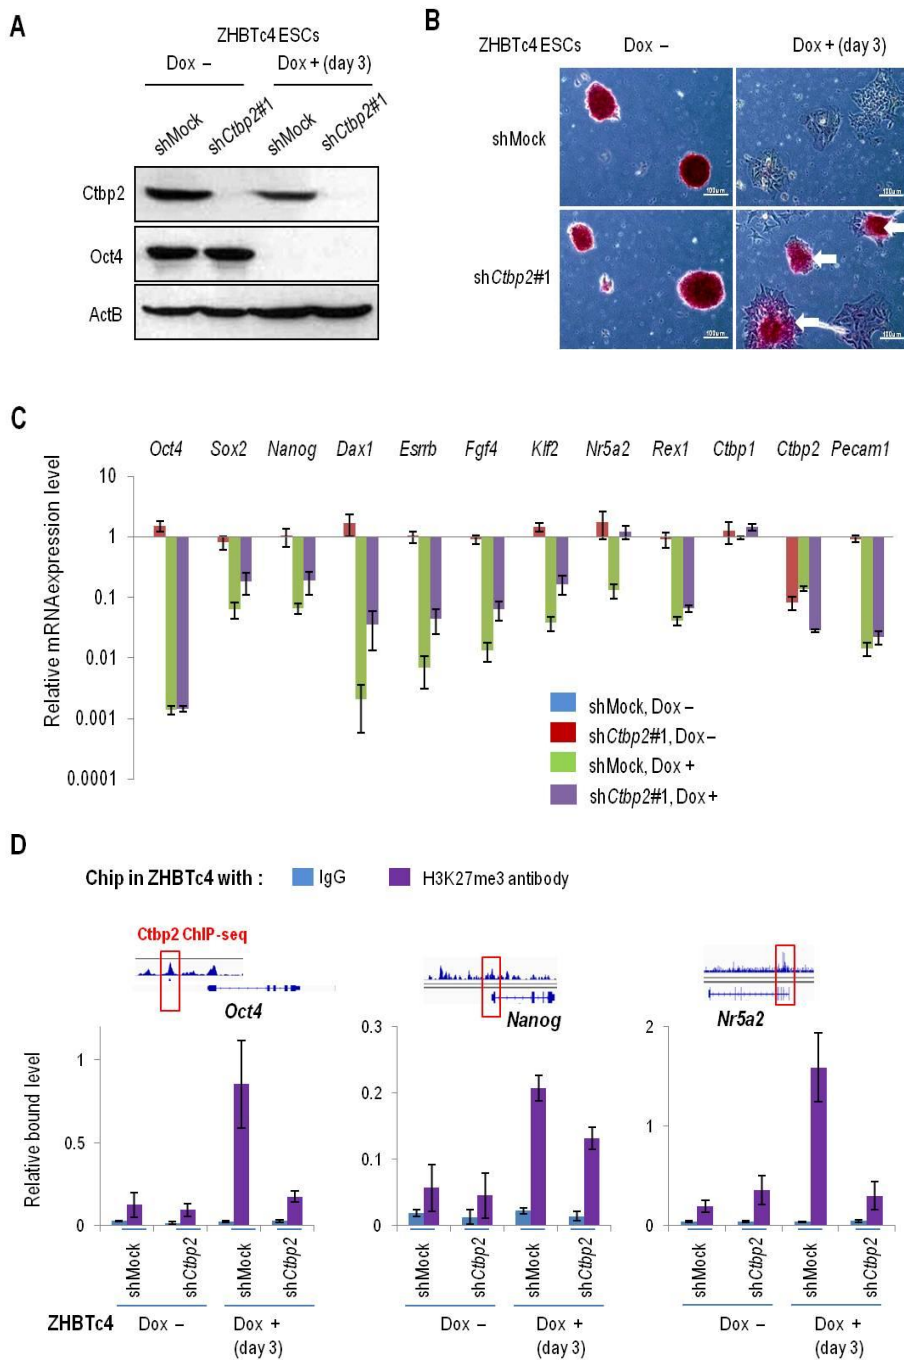 A
ZHBTc4 ESCs
Dox – Dox + (day 3)
shMock shCtbp2#1 shMock shCtbp2#1
Ctbp2
Oct4
ActB
B
ZHBTc4 ESCs Dox – Dox + (day 3)
shMock
100um 100um
shCtbp2#1
100um 100um
C
Oct4 Sox2 Nanog Dax1 Esrrb Fgf4 Klf2 Nr5a2 Rex1 Ctbp1 Ctbp2 Pecam1
Relative mRNAexpression level
10
1
0.1
0.01
0.001
0.0001
shMock, Dox –
shCtbp2#1, Dox –
shMock, Dox +
shCtbp2#1, Dox +
D
Chip in ZHBTc4 with : IgG H3K27me3 antibody
Ctbp2 ChIP-seq
Oct4 Nanog Nr5a2
Relative bound level
1
0.5
0
0.3
0.2
0.1
0
2
1
0
shMock shCtbp2 shMock shCtbp2 shMock shCtbp2 shMock shCtbp2 shMock shCtbp2 shMock shCtbp2
ZHBTc4 Dox – Dox + Dox – Dox + Dox – Dox +
(day 3) (day 3) (day 3)